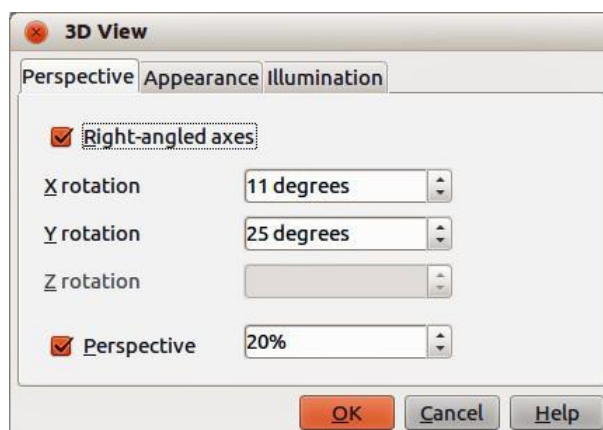 3D View
Perspective Appearance Illumination
Right-angled axes
X rotation 11 degrees
Y rotation 25 degrees
Z rotation
Perspective 20%
OK Cancel Help